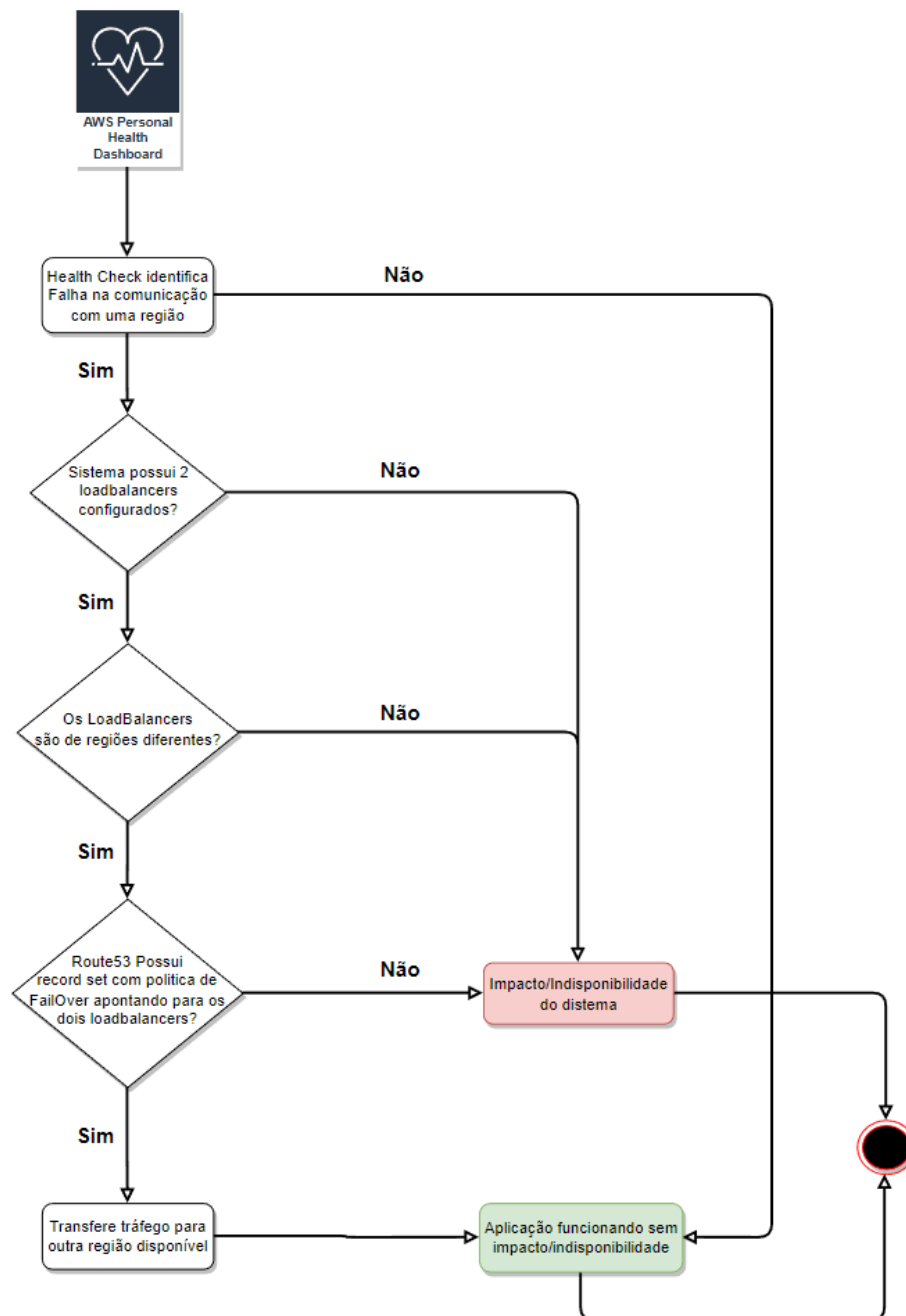 AWS Personal
Health
Dashboard
Health Check identifica
Falha na comunicação
com uma região
Não
Sim
Sistema possui 2
loadbalancers
configurados?
Não
Sim
Os LoadBalancers
são de regiões diferentes?
Não
Sim
Route53 Possui
record set com politica de
FailOver apontando para os
dois loadbalancers?
Não
Impacto/Indisponibilidade
do distema
Sim
Transfere tráfego para
outra região disponível
Aplicação funcionando sem
impacto/indisponibilidade